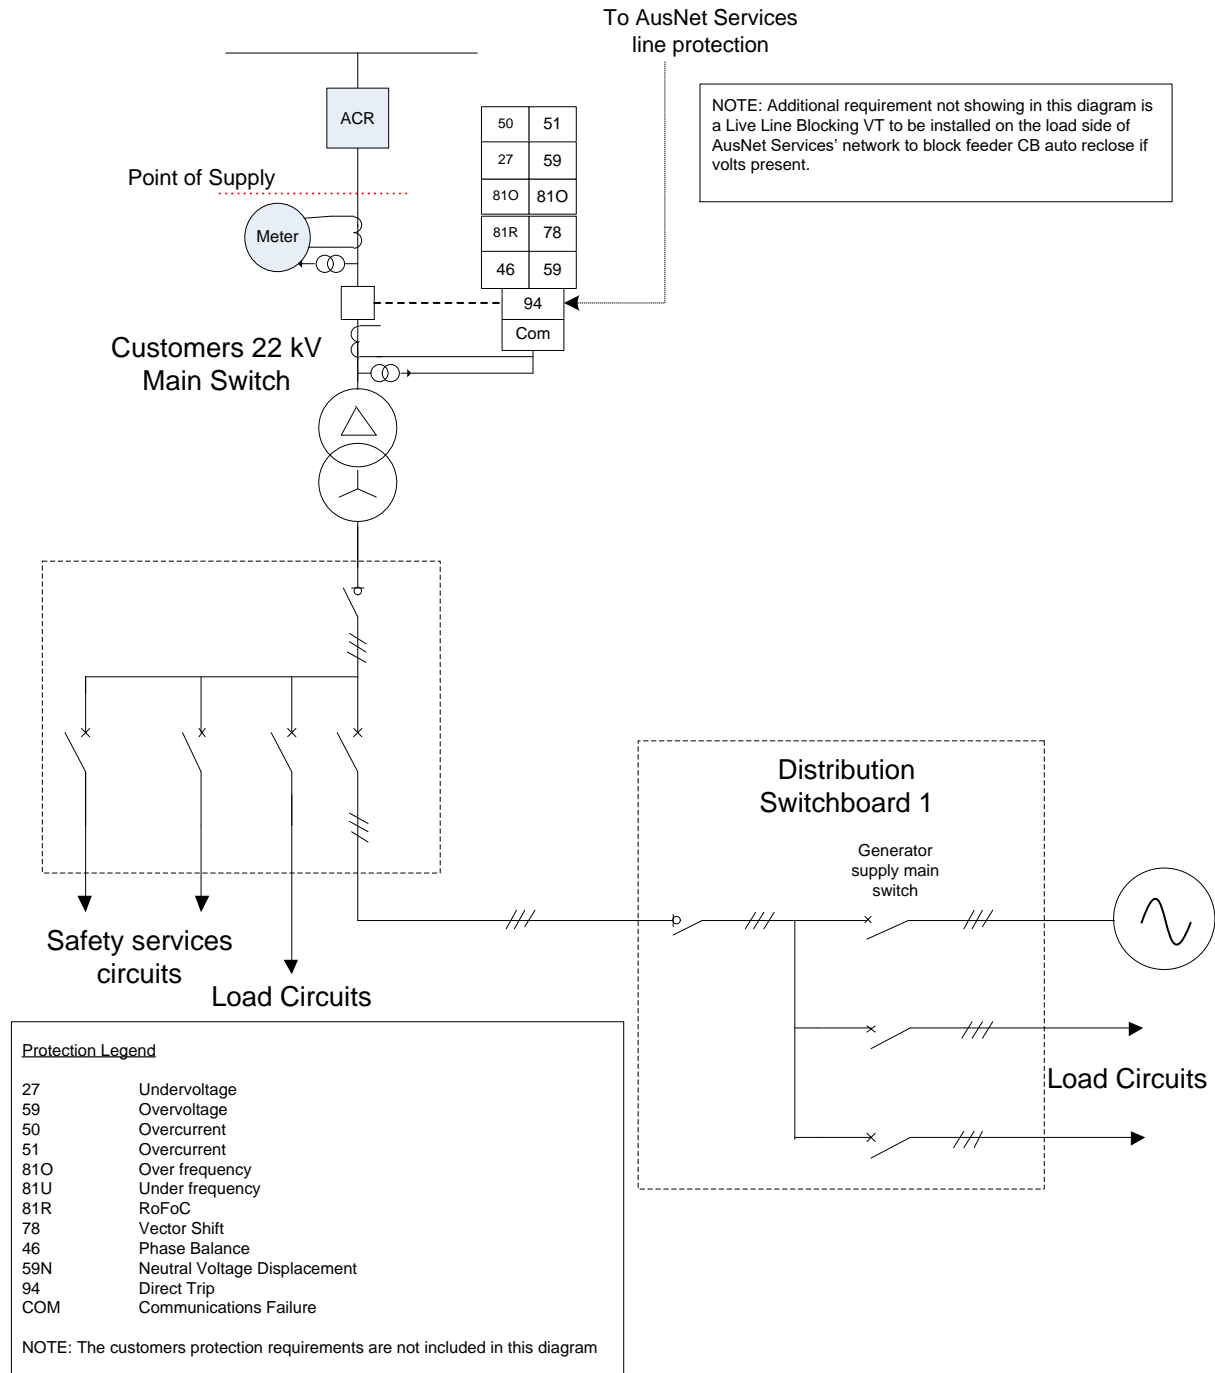 To AusNet Services
line protection
ACR
50 51
27 59
81O 81O
81R 78
46 59
94
Com
NOTE: Additional requirement not showing in this diagram is
a Live Line Blocking VT to be installed on the load side of
AusNet Services’ network to block feeder CB auto reclose if
volts present.
Point of Supply
Meter
Customers 22 kV
Main Switch
Distribution
Switchboard 1
Generator
supply main
switch
Safety services
circuits
Load Circuits
Load Circuits
Protection Legend
27 Undervoltage
59 Overvoltage
50 Overcurrent
51 Overcurrent
81O Over frequency
81U Under frequency
81R RoFoC
78 Vector Shift
46 Phase Balance
59N Neutral Voltage Displacement
94 Direct Trip
COM Communications Failure
NOTE: The customers protection requirements are not included in this diagram